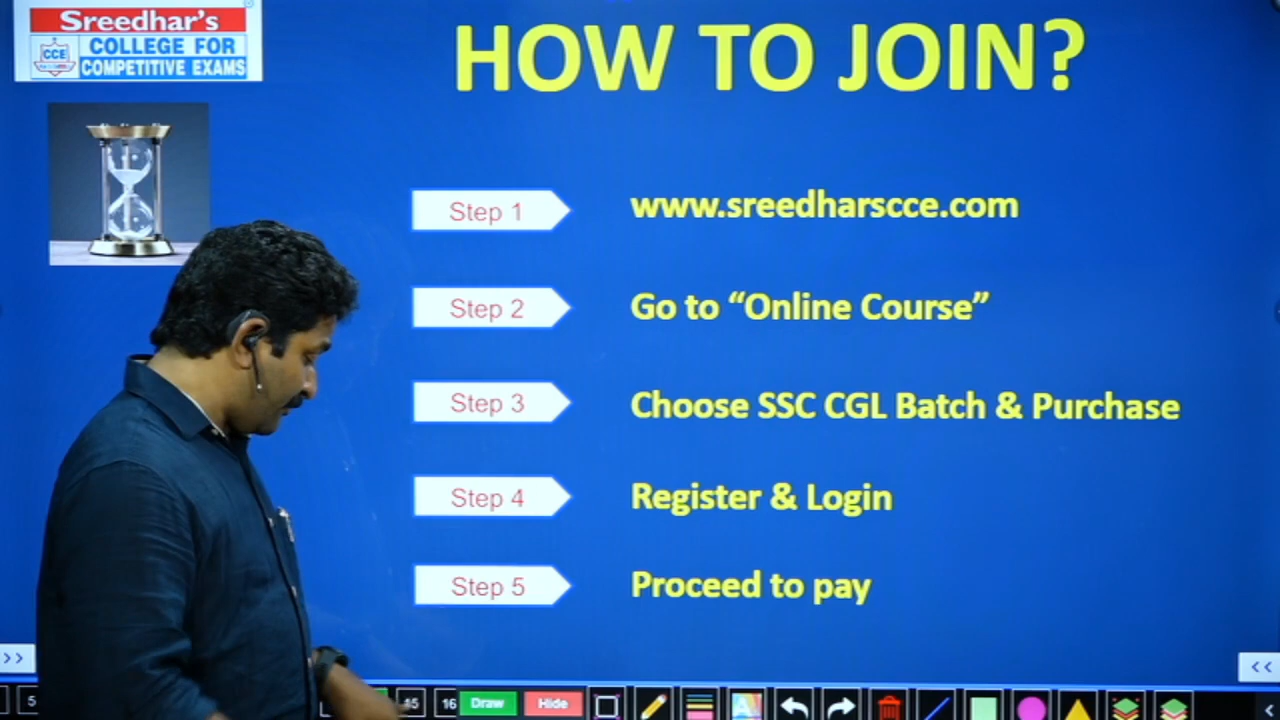 Sreedhar's
CCE
COLLEGE FOR
COMPETITIVE EXAMS
HOW TO JOIN?
Step 1
www.sreedharscce.com
Step 2
Go to “Online Course”
Step 3
Choose SSC CGL Batch & Purchase
Step 4
Register & Login
Step 5
Proceed to pay
>>
<<
5
15
16
Draw
Hide
A
<